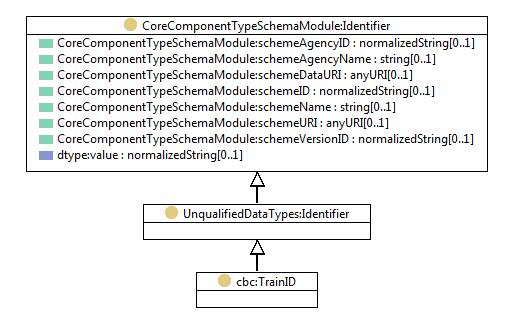 CoreComponentTypeSchemaModule:Identifier
CoreComponentTypeSchemaModule:schemeAgencyID : normalizedString[0..1]
CoreComponentTypeSchemaModule:schemeAgencyName : string[0..1]
CoreComponentTypeSchemaModule:schemeDataURI : anyURI[0..1]
CoreComponentTypeSchemaModule:schemeID : normalizedString[0..1]
CoreComponentTypeSchemaModule:schemeName : string[0..1]
CoreComponentTypeSchemaModule:schemeURI : anyURI[0..1]
CoreComponentTypeSchemaModule:schemeVersionID : normalizedString[0..1]
dtype:value : normalizedString[0..1]
UnqualifiedDataTypes:Identifier
cbc:TrainID